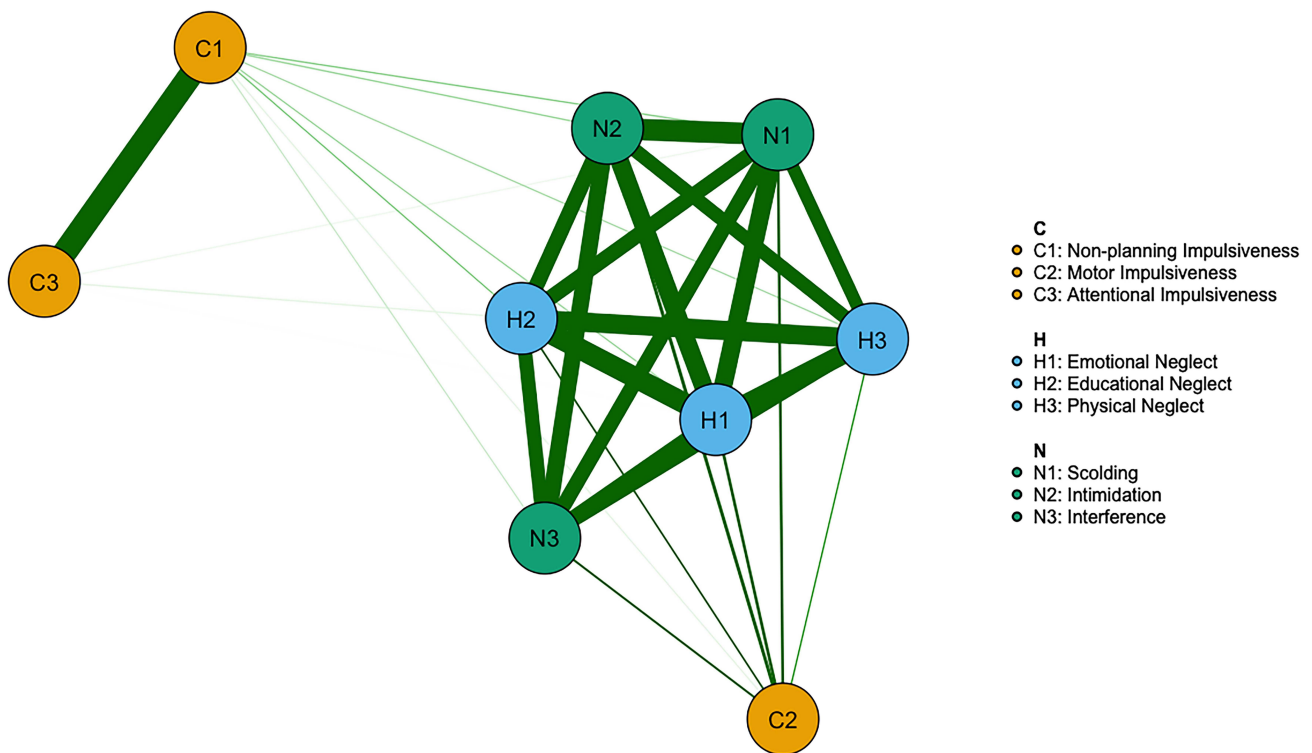 C1
N2
N1
C3
H2
H3
H1
N3
C2
C
C1: Non-planning Impulsiveness
C2: Motor Impulsiveness
C3: Attentional Impulsiveness
H
H1: Emotional Neglect
H2: Educational Neglect
H3: Physical Neglect
N
N1: Scolding
N2: Intimidation
N3: Interference